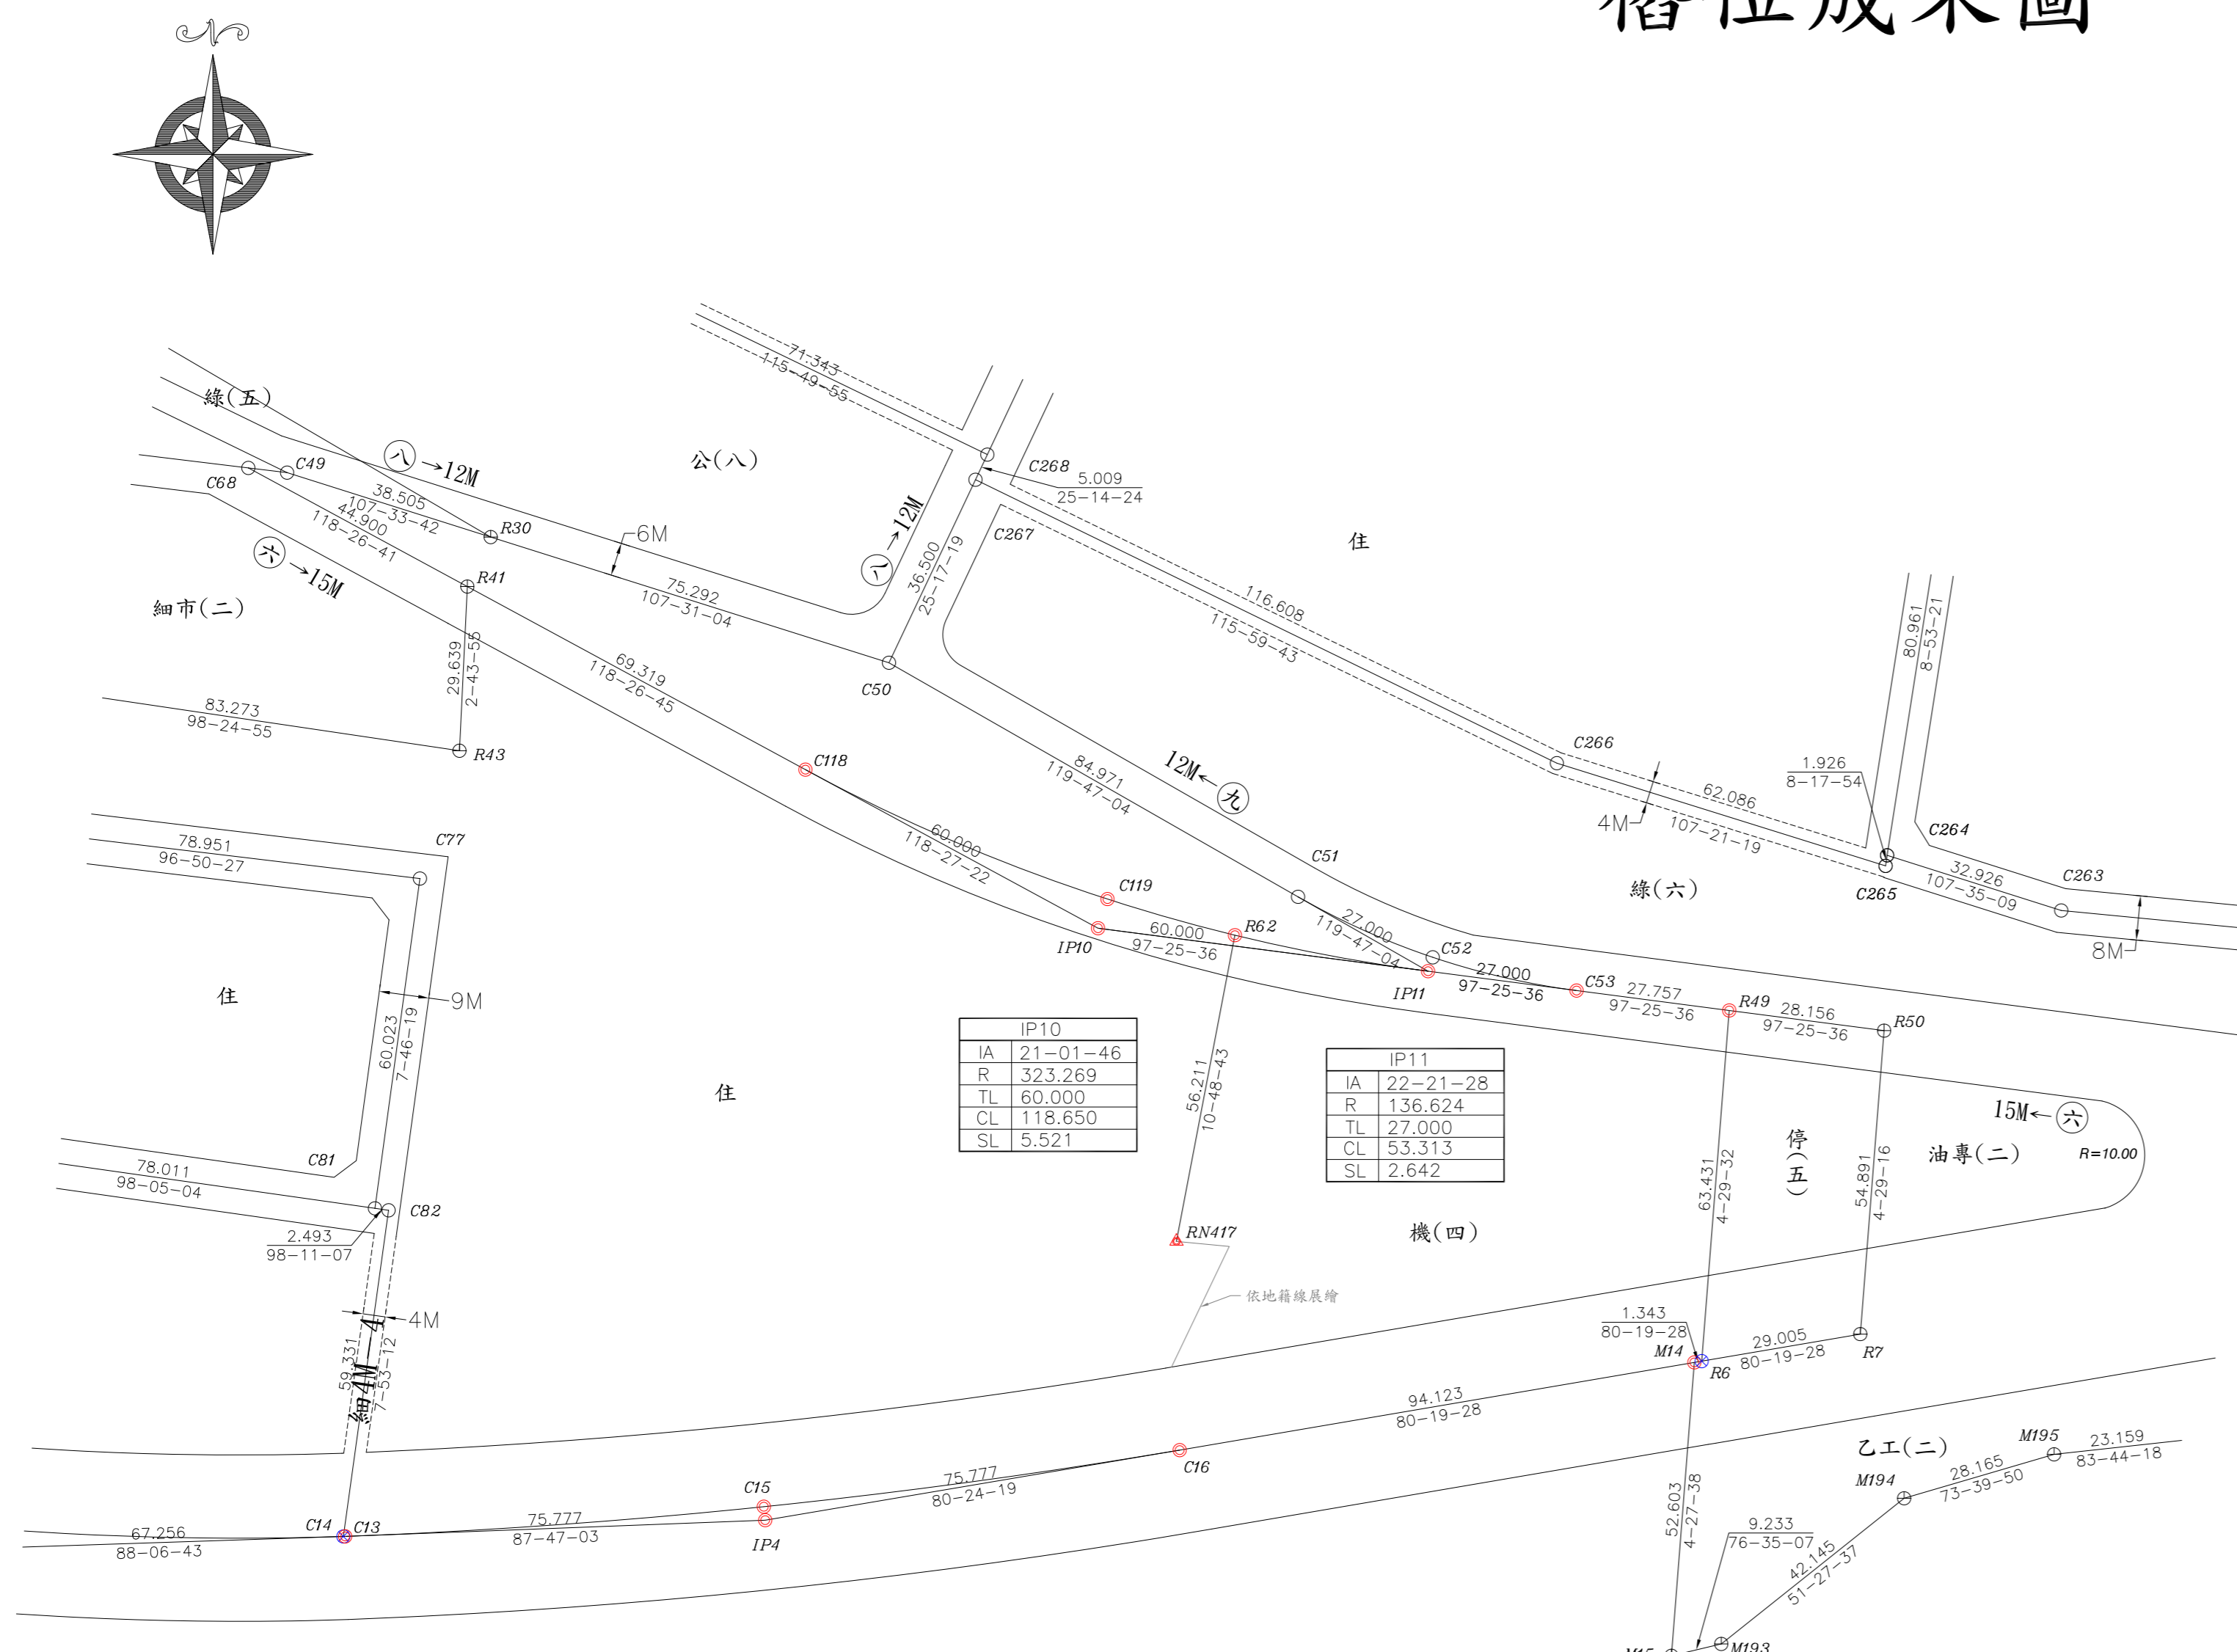 樁位成果圖
N
71.343
115-49-55
綠(五)
八→12M
公(八)
C49
C68
38.505
107-33-42
44.900
118-26-41
R30
6M
C268
5.009
25-14-24
C267
八→12M
36.500
25-17-19
住
六→15M
細市(二)
R41
75.292
107-31-04
116.608
115-59-43
80.961
8-53-21
29.639
2-43-55
69.319
118-26-45
C50
83.273
98-24-55
R43
C118
84.971
119-47-04
12M←九
C266
1.926
8-17-54
62.086
4M
107-21-19
C264
C263
C265
32.926
107-35-09
8M
78.951
96-50-27
C77
60.000
118-27-22
C51
綠(六)
C119
IP10
60.000
97-25-36
R62
27.000
119-47-04
C52
IP11
27.000
97-25-36
C53
27.757
97-25-36
R49
28.156
97-25-36
R50
住
9M
60.023
7-46-19
住
IP10
IA 21-01-46
R 323.269
TL 60.000
CL 118.650
SL 5.521
IP11
IA 22-21-28
R 136.624
TL 27.000
CL 53.313
SL 2.642
56.211
10-48-43
63.431
4-29-32
停(五)
54.891
4-29-16
15M←六
油專(二)
R=10.00
C81
78.011
98-05-04
C82
2.493
98-11-07
RN417
機(四)
依地籍線展繪
4M
59.331
細4M-4
7-53-12
1.343
80-19-28
M14
R6
29.005
80-19-28
R7
94.123
80-19-28
C16
C15
75.777
80-24-19
67.256
88-06-43
C14
C13
75.777
87-47-03
IP4
52.603
4-27-38
乙工(二)
M195
23.159
83-44-18
M194
28.165
73-39-50
9.233
76-35-07
42.145
51-27-37
M15
M193